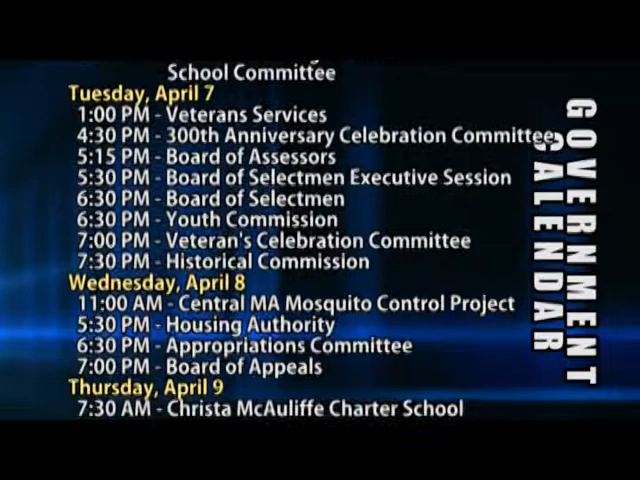 School Committee
Tuesday, April 7
1:00 PM - Veterans Services
4:30 PM - 300th Anniversary Celebration Committee
5:15 PM - Board of Assessors
5:30 PM - Board of Selectmen Executive Session
6:30 PM - Board of Selectmen
6:30 PM - Youth Commission
7:00 PM - Veteran's Celebration Committee
7:30 PM - Historical Commission
Wednesday, April 8
11:00 AM - Central MA Mosquito Control Project
5:30 PM - Housing Authority
6:30 PM - Appropriations Committee
7:00 PM - Board of Appeals
Thursday, April 9
7:30 AM - Christa McAuliffe Charter School
GOVERNMENT
CALENDAR